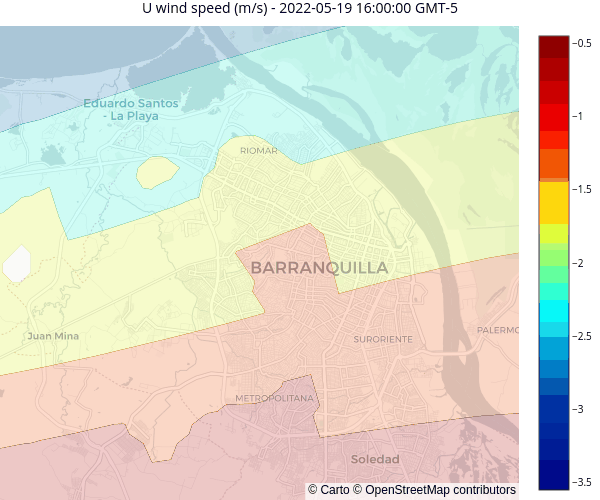 U wind speed (m/s) - 2022-05-19 16:00:00 GMT-5
Eduardo Santos
- La Playa
RIOMAR
BARRANQUILLA
Juan Mina
SURORIENTE
PALERMO
METROPOLITANA
Soledad
© Carto © OpenStreetMap contributors
−0.5
−1
−1.5
−2
−2.5
−3
−3.5